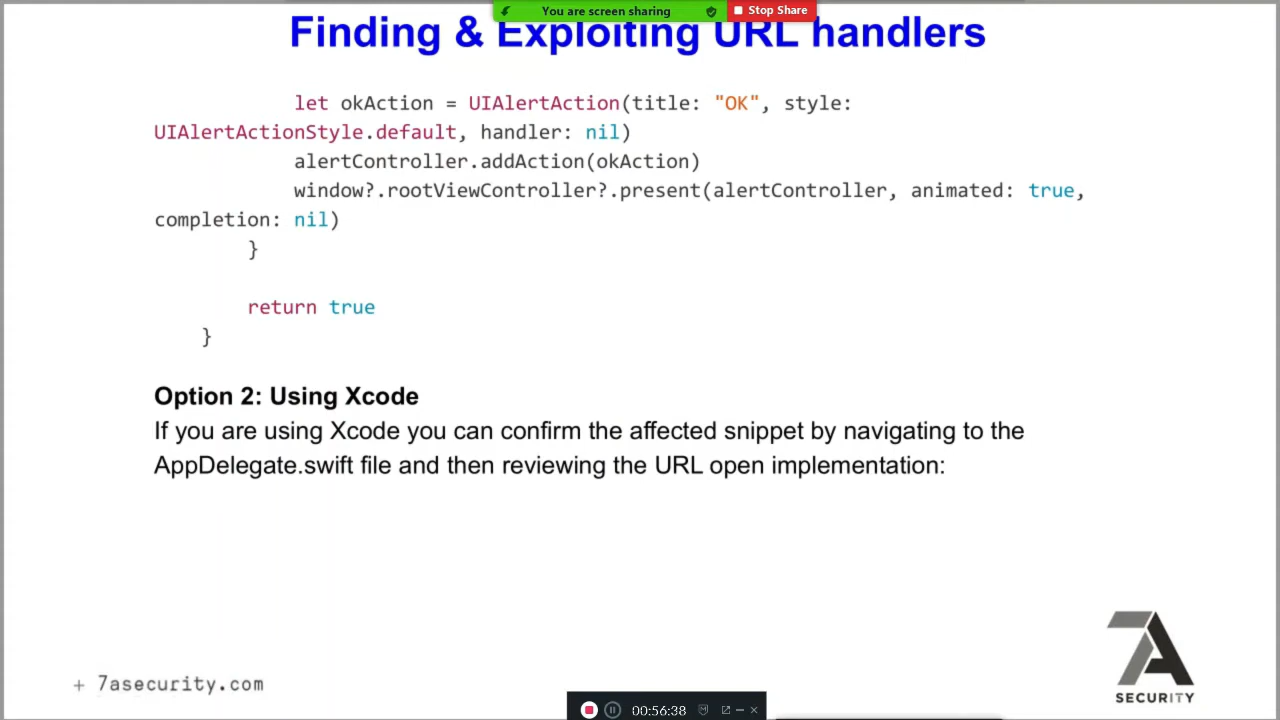 You are screen sharing
Stop Share
Finding & Exploiting URL handlers
let okAction = UIAlertAction(title: "OK", style:
UIAlertActionStyle.default, handler: nil)
alertController.addAction(okAction)
window?.rootViewController?.present(alertController, animated: true,
completion: nil)
}
return true
}
Option 2: Using Xcode
If you are using Xcode you can confirm the affected snippet by navigating to the
AppDelegate.swift file and then reviewing the URL open implementation:
+ 7asecurity.com
7A
SECURITY
00:56:38